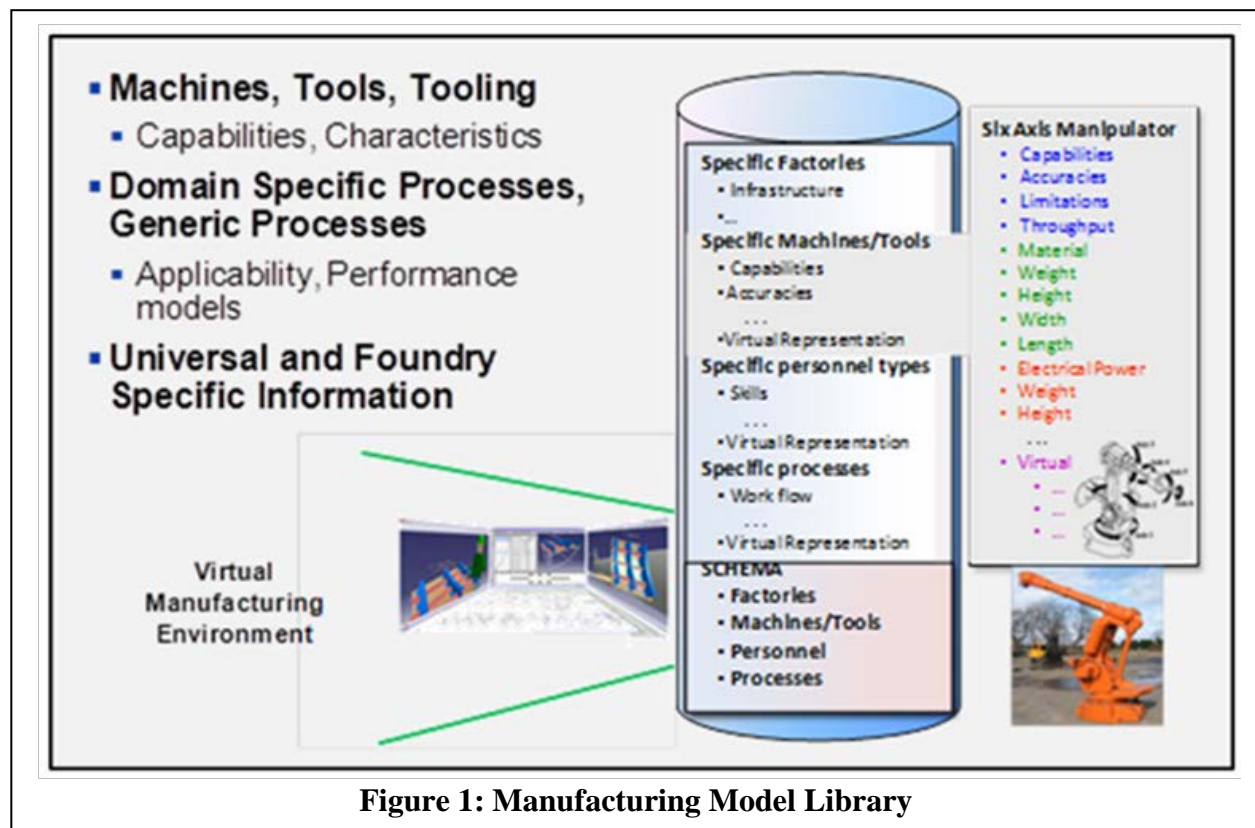 ▪ Machines, Tools, Tooling
▪ Capabilities, Characteristics
▪ Domain Specific Processes,
Generic Processes
▪ Applicability, Performance
models
▪ Universal and Foundry
Specific Information
Virtual
Manufacturing
Environment
Specific Factories
• Infrastructure
•...
Specific Machines/Tools
• Capabilities
•Accuracies
...
•Virtual Representation
Specific personnel types
• Skills
...
•Virtual Representation
Specific processes
• Work flow
...
•Virtual Representation
SCHEMA
• Factories
• Machines/Tools
• Personnel
• Processes
Six Axis Manipulator
• Capabilities
• Accuracies
• Limitations
• Throughput
• Material
• Weight
• Height
• Width
• Length
• Electrical Power
• Weight
• Height
...
• Virtual
• ...
• ...
• ...
Figure 1: Manufacturing Model Library